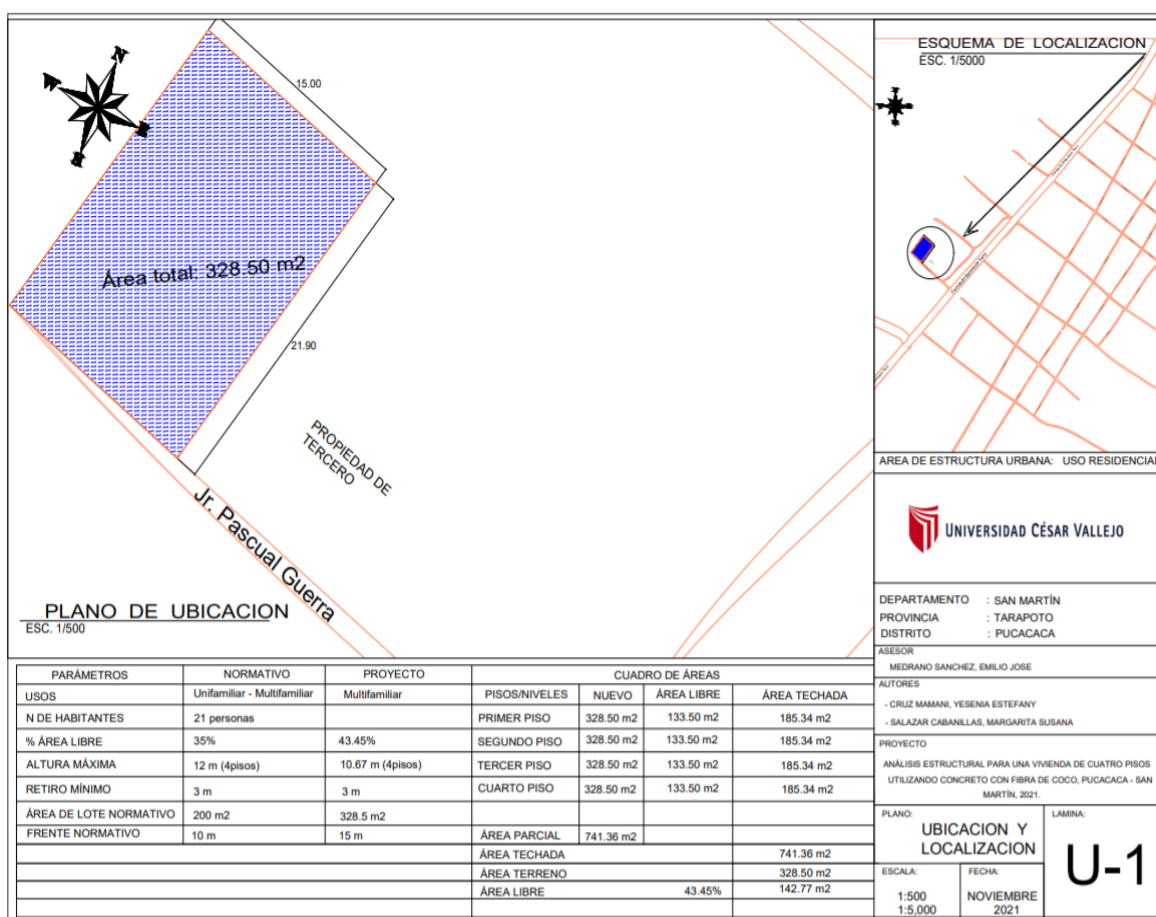 N
15.00
Área total: 328.50 m2
21.90
PROPIEDAD DE
TERCERO
Jr. Pascual Guerra
PLANO DE UBICACION
ESC. 1/500
ESQUEMA DE LOCALIZACION
ESC. 1/5000
AREA DE ESTRUCTURA URBANA: USO RESIDENCIAL
UNIVERSIDAD CÉSAR VALLEJO
DEPARTAMENTO : SAN MARTÍN
PROVINCIA : TARAPOTO
DISTRITO : PUCACACA
ASESOR
MEDRANO SANCHEZ, EMILIO JOSE
AUTORES
- CRUZ MAMANI, YESENIA ESTEFANY
- SALAZAR CABANILLAS, MARGARITA SUSANA
PROYECTO
ANÁLISIS ESTRUCTURAL PARA UNA VIVIENDA DE CUATRO PISOS
UTILIZANDO CONCRETO CON FIBRA DE COCO, PUCACACA - SAN
MARTÍN, 2021.
PLANO:
UBICACION Y
LOCALIZACION
LAMINA:
U-1
ESCALA:
1:500
1:5,000
FECHA:
NOVIEMBRE
2021
PARÁMETROS NORMATIVO PROYECTO
USOS Unifamiliar - Multifamiliar Multifamiliar
N DE HABITANTES 21 personas
% ÁREA LIBRE 35% 43.45%
ALTURA MÁXIMA 12 m (4pisos) 10.67 m (4pisos)
RETIRO MÍNIMO 3 m 3 m
ÁREA DE LOTE NORMATIVO 200 m2 328.5 m2
FRENTE NORMATIVO 10 m 15 m
CUADRO DE ÁREAS
PISOS/NIVELES NUEVO ÁREA LIBRE ÁREA TECHADA
PRIMER PISO 328.50 m2 133.50 m2 185.34 m2
SEGUNDO PISO 328.50 m2 133.50 m2 185.34 m2
TERCER PISO 328.50 m2 133.50 m2 185.34 m2
CUARTO PISO 328.50 m2 133.50 m2 185.34 m2
ÁREA PARCIAL 741.36 m2
ÁREA TECHADA 741.36 m2
ÁREA TERRENO 328.50 m2
ÁREA LIBRE 43.45% 142.77 m2